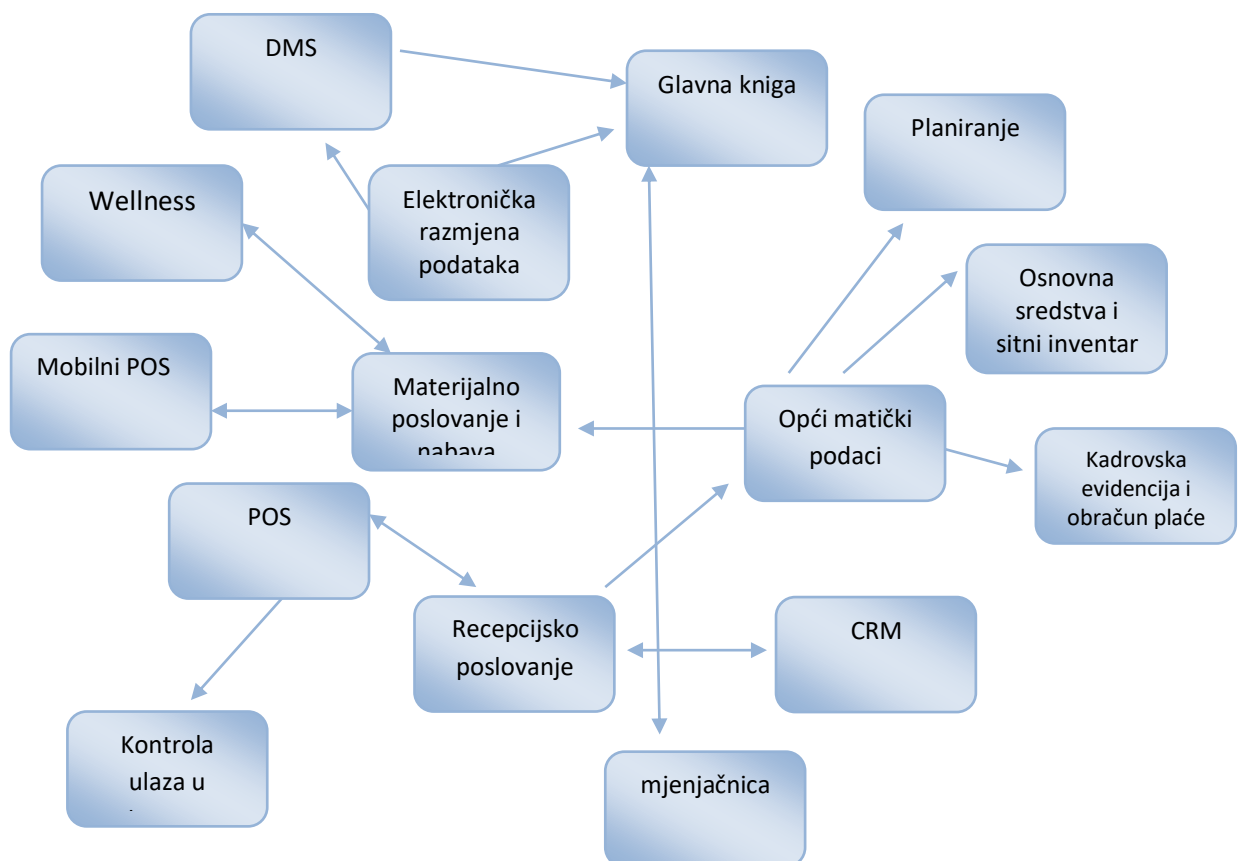 DMS
Glavna kniga
Planiranje
Wellness
Elektronička
razmjena
podataka
Osnovna
sredstva i
sitni inventar
Mobilni POS
Materijalno
poslovanje i
nabava
Opći matički
podaci
Kadrovska
evidencija i
obračun plaće
POS
Recepcijsko
poslovanje
CRM
Kontrola
ulaza u
mjenjačnica